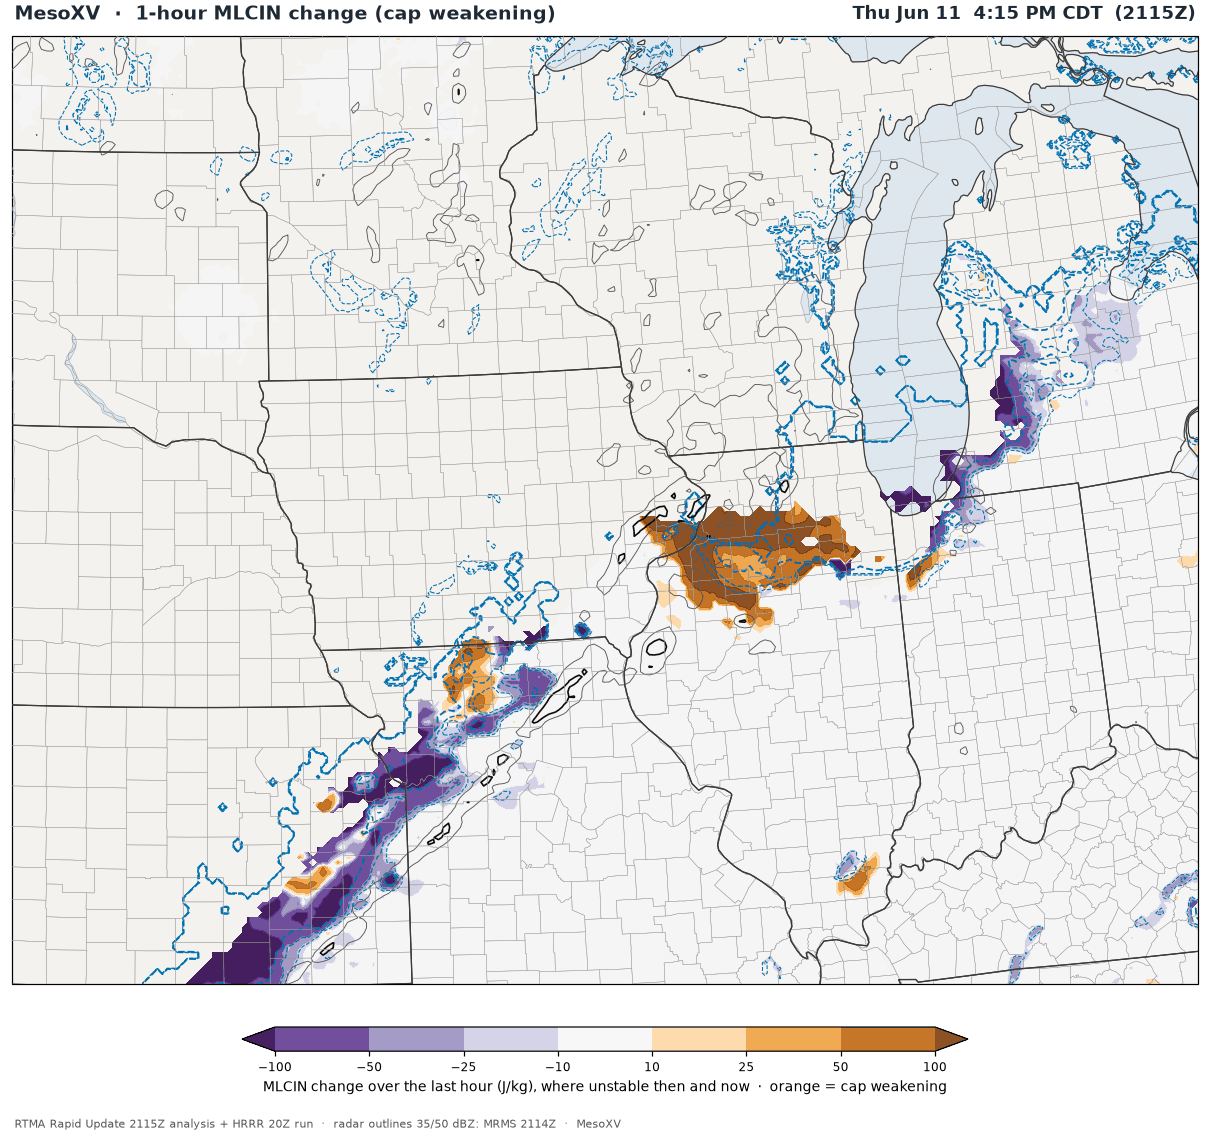 MesoXV · 1-hour MLCIN change (cap weakening)
Thu Jun 11 4:15 PM CDT (2115Z)
−100 −50 −25 −10 10 25 50 100
MLCIN change over the last hour (J/kg), where unstable then and now · orange = cap weakening
RTMA Rapid Update 2115Z analysis + HRRR 20Z run · radar outlines 35/50 dBZ: MRMS 2114Z · MesoXV